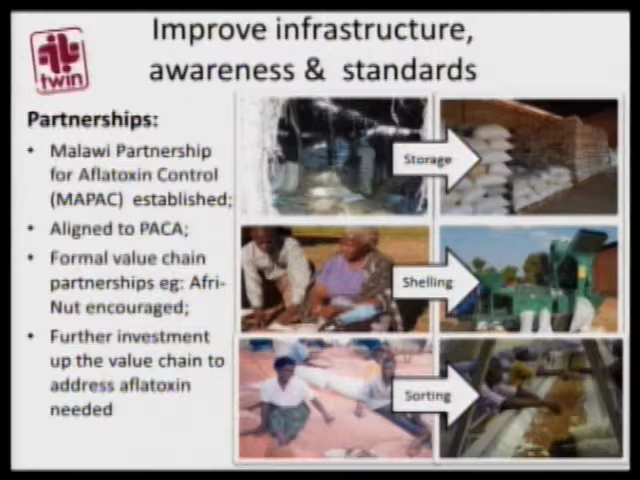 Improve infrastructure,
awareness & standards
twin
Partnerships:
• Malawi Partnership
for Aflatoxin Control
(MAPAC) established;
• Aligned to PACA;
• Formal value chain
partnerships eg: Afri-
Nut encouraged;
• Further investment
up the value chain to
address aflatoxin
needed
Storage
Shelling
Sorting